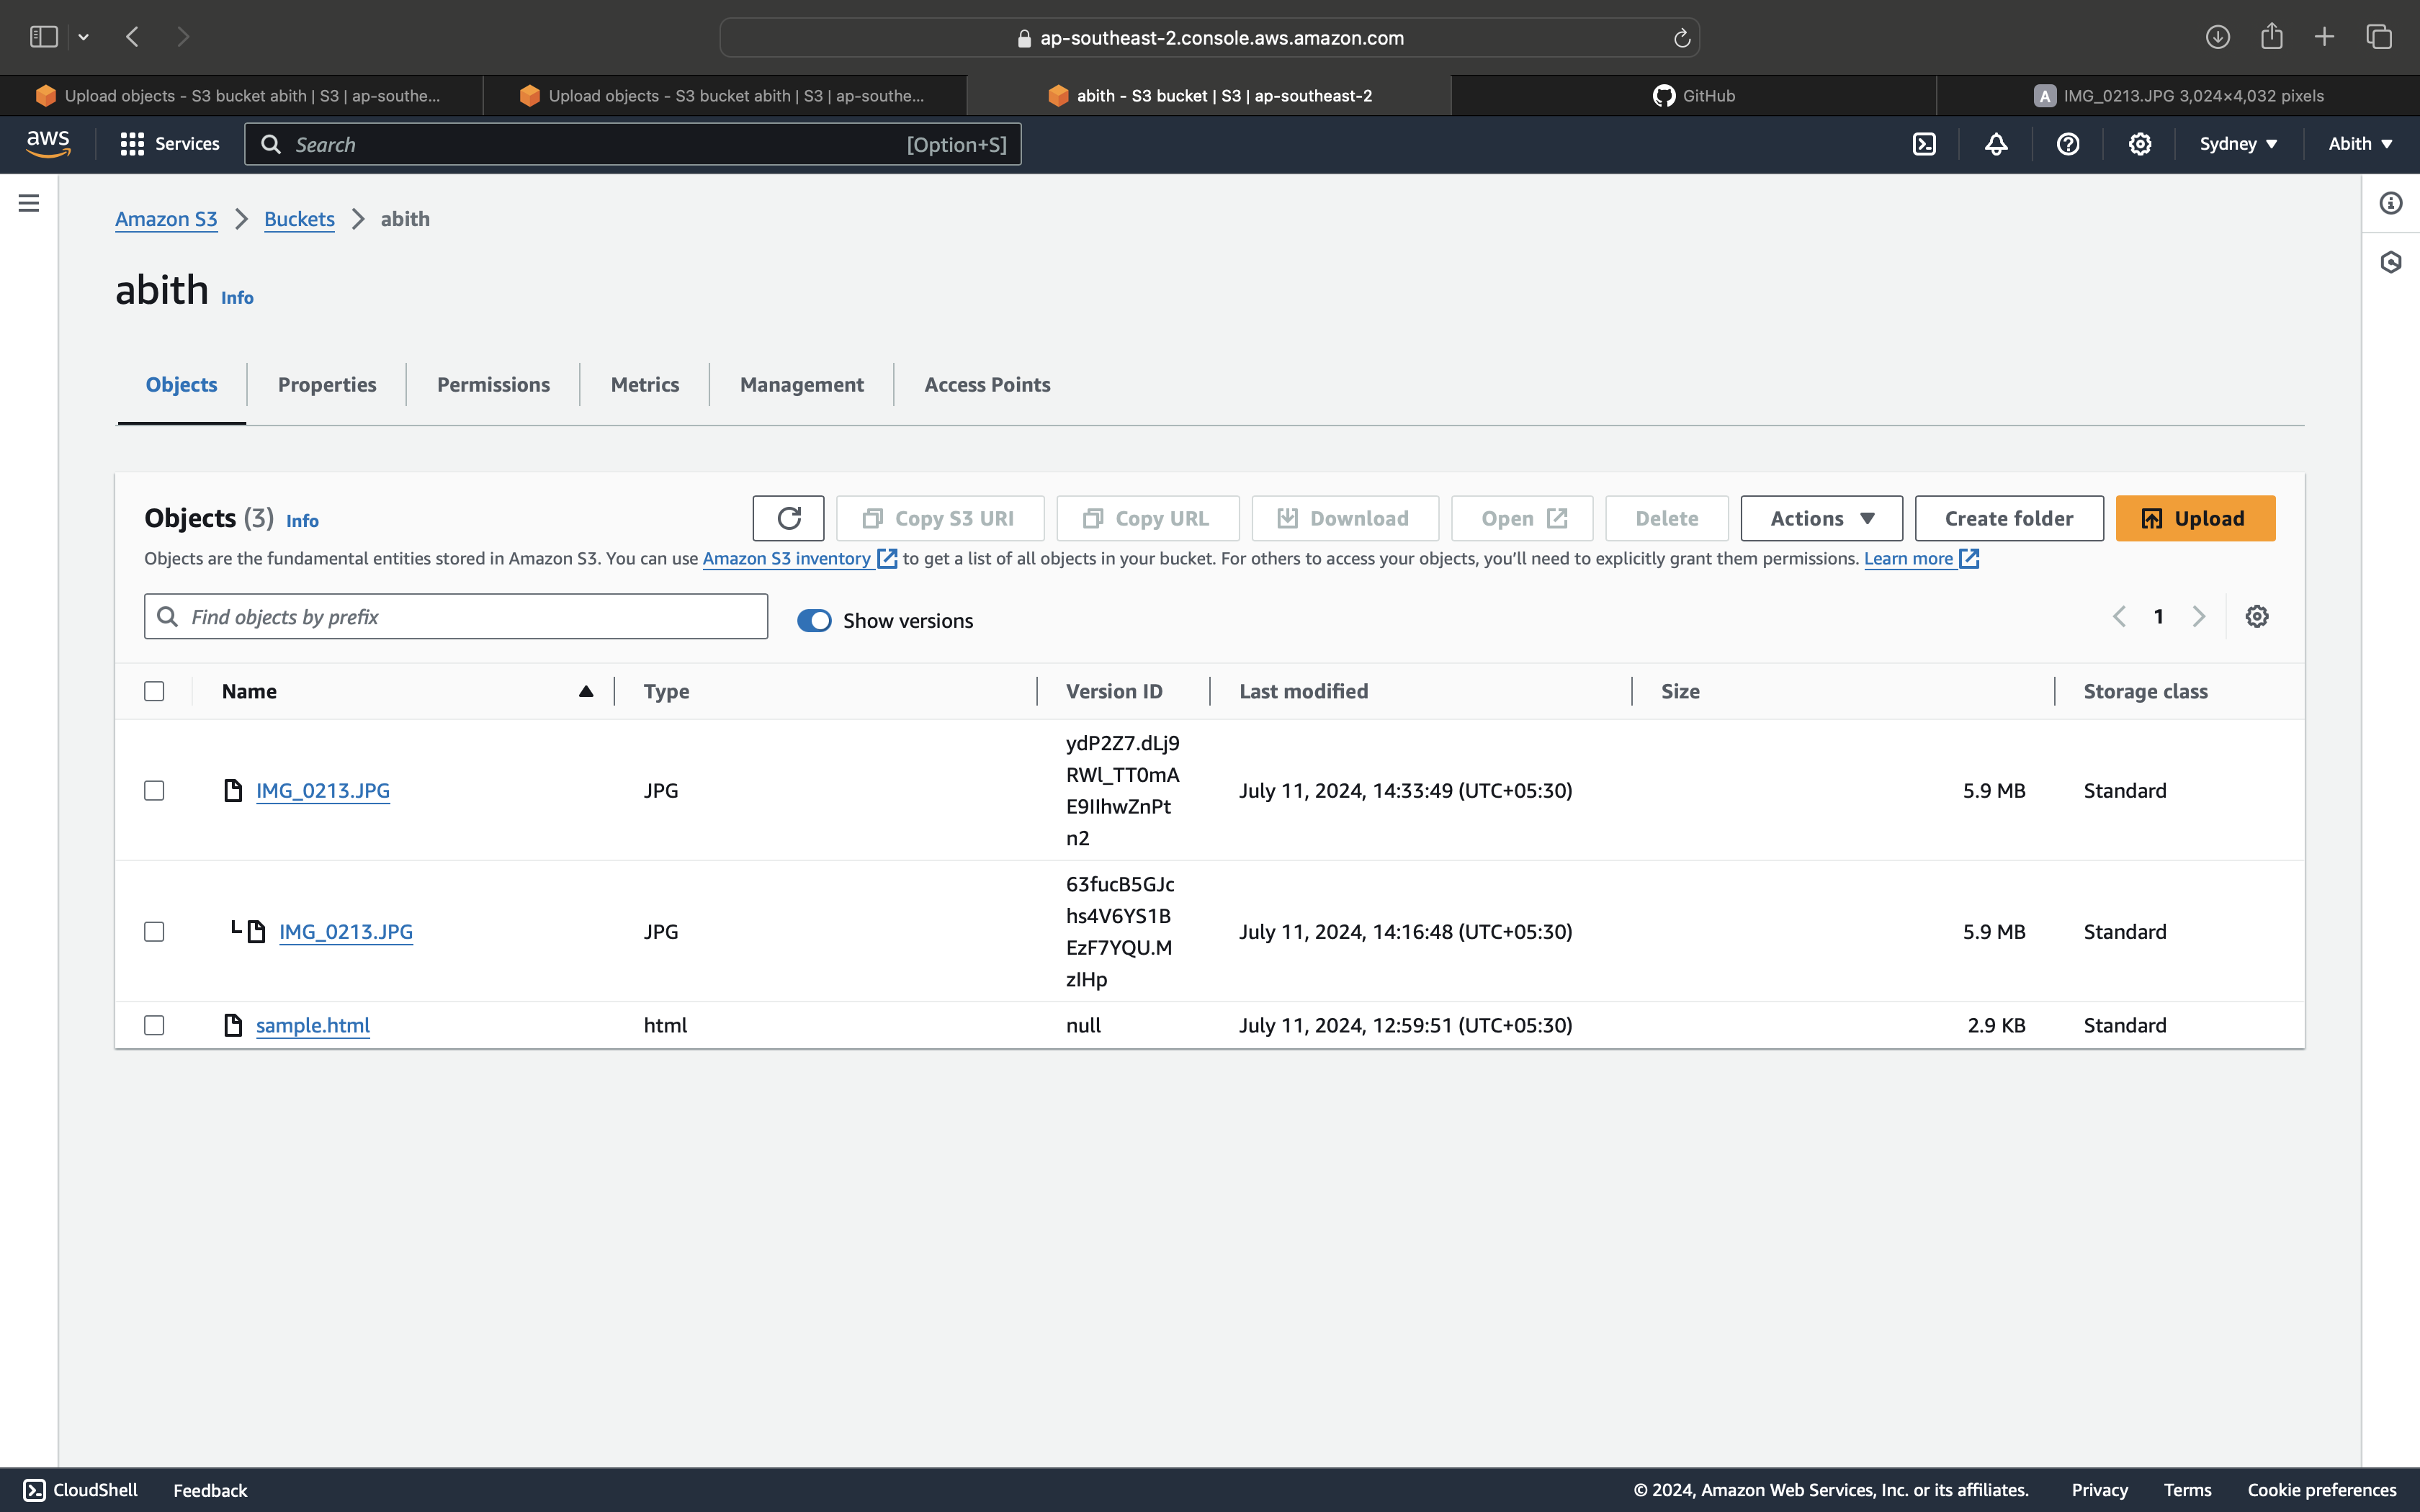 ap-southeast-2.console.aws.amazon.com
Upload objects - S3 bucket abith | S3 | ap-southe...
Upload objects - S3 bucket abith | S3 | ap-southe...
abith - S3 bucket | S3 | ap-southeast-2
GitHub
A IMG_0213.JPG 3,024×4,032 pixels
aws
Services
Search
[Option+S]
Sydney
Abith
Amazon S3
Buckets
abith
abith Info
Objects
Properties
Permissions
Metrics
Management
Access Points
Objects (3) Info
Copy S3 URI
Copy URL
Download
Open
Delete
Actions
Create folder
Upload
Objects are the fundamental entities stored in Amazon S3. You can use Amazon S3 inventory to get a list of all objects in your bucket. For others to access your objects, you’ll need to explicitly grant them permissions. Learn more
Find objects by prefix
Show versions
1
Name
Type
Version ID
Last modified
Size
Storage class
IMG_0213.JPG
JPG
ydP2Z7.dLj9
RWl_TT0mA
E9IIhwZnPt
n2
July 11, 2024, 14:33:49 (UTC+05:30)
5.9 MB
Standard
IMG_0213.JPG
JPG
63fucB5GJc
hs4V6YS1B
EzF7YQU.M
zIHp
July 11, 2024, 14:16:48 (UTC+05:30)
5.9 MB
Standard
sample.html
html
null
July 11, 2024, 12:59:51 (UTC+05:30)
2.9 KB
Standard
CloudShell
Feedback
© 2024, Amazon Web Services, Inc. or its affiliates.
Privacy
Terms
Cookie preferences